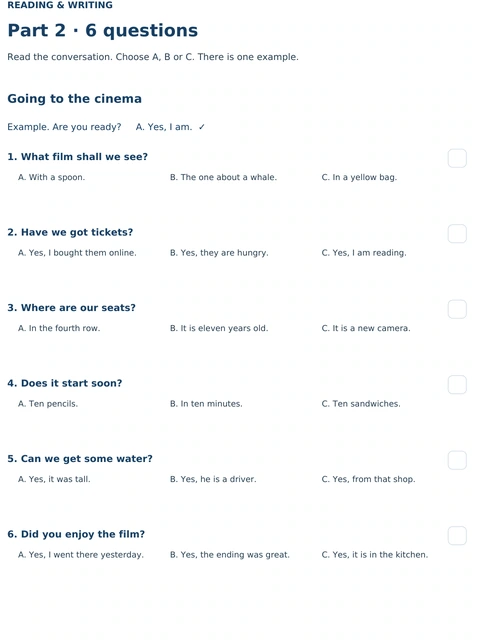 READING & WRITING
Part 2 · 6 questions
Read the conversation. Choose A, B or C. There is one example.
Going to the cinema
Example. Are you ready? A. Yes, I am. ✓
1. What film shall we see?
A. With a spoon. B. The one about a whale. C. In a yellow bag.
2. Have we got tickets?
A. Yes, I bought them online. B. Yes, they are hungry. C. Yes, I am reading.
3. Where are our seats?
A. In the fourth row. B. It is eleven years old. C. It is a new camera.
4. Does it start soon?
A. Ten pencils. B. In ten minutes. C. Ten sandwiches.
5. Can we get some water?
A. Yes, it was tall. B. Yes, he is a driver. C. Yes, from that shop.
6. Did you enjoy the film?
A. Yes, I went there yesterday. B. Yes, the ending was great. C. Yes, it is in the kitchen.